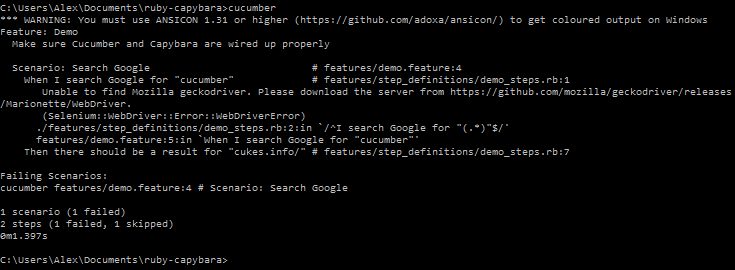 C:\Users\Alex\Documents\ruby-capybara>cucumber
*** WARNING: You must use ANSICON 1.31 or higher (https://github.com/adoxa/ansicon/) to get coloured output on Windows
Feature: Demo
  Make sure Cucumber and Capybara are wired up properly

  Scenario: Search Google                        # features/demo.feature:4
    When I search Google for "cucumber"          # features/step_definitions/demo_steps.rb:1
       Unable to find Mozilla geckodriver. Please download the server from https://github.com/mozilla/geckodriver/releases
/Marionette/WebDriver.
       (Selenium::WebDriver::Error::WebDriverError)
      ./features/step_definitions/demo_steps.rb:2:in `/^I search Google for "(.*)"$/'
      features/demo.feature:5:in `When I search Google for "cucumber"'
    Then there should be a result for "cukes.info/" # features/step_definitions/demo_steps.rb:7

Failing Scenarios:
cucumber features/demo.feature:4 # Scenario: Search Google

1 scenario (1 failed)
2 steps (1 failed, 1 skipped)
0m1.397s

C:\Users\Alex\Documents\ruby-capybara>